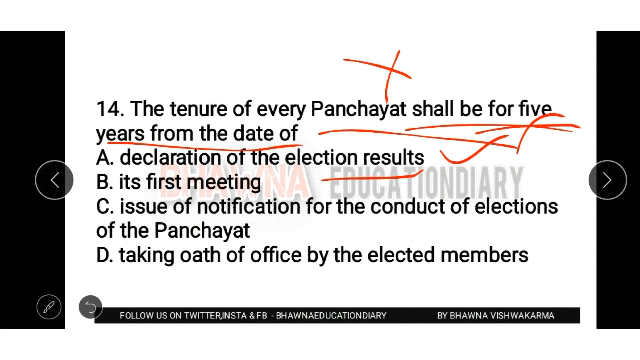 14. The tenure of every Panchayat shall be for five
years from the date of
A. declaration of the election results
B. its first meeting
C. issue of notification for the conduct of elections
of the Panchayat
D. taking oath of office by the elected members
BHAWNA EDUCATIONDIARY
FOLLOW US ON TWITTER,INSTA & FB - BHAWNAEDUCATIONDIARY BY BHAWNA VISHWAKARMA